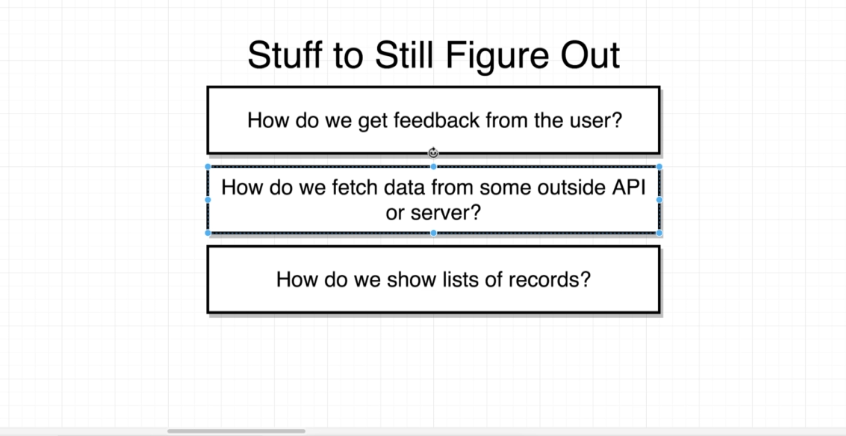 Stuff to Still Figure Out
How do we get feedback from the user?
How do we fetch data from some outside API
or server?
How do we show lists of records?